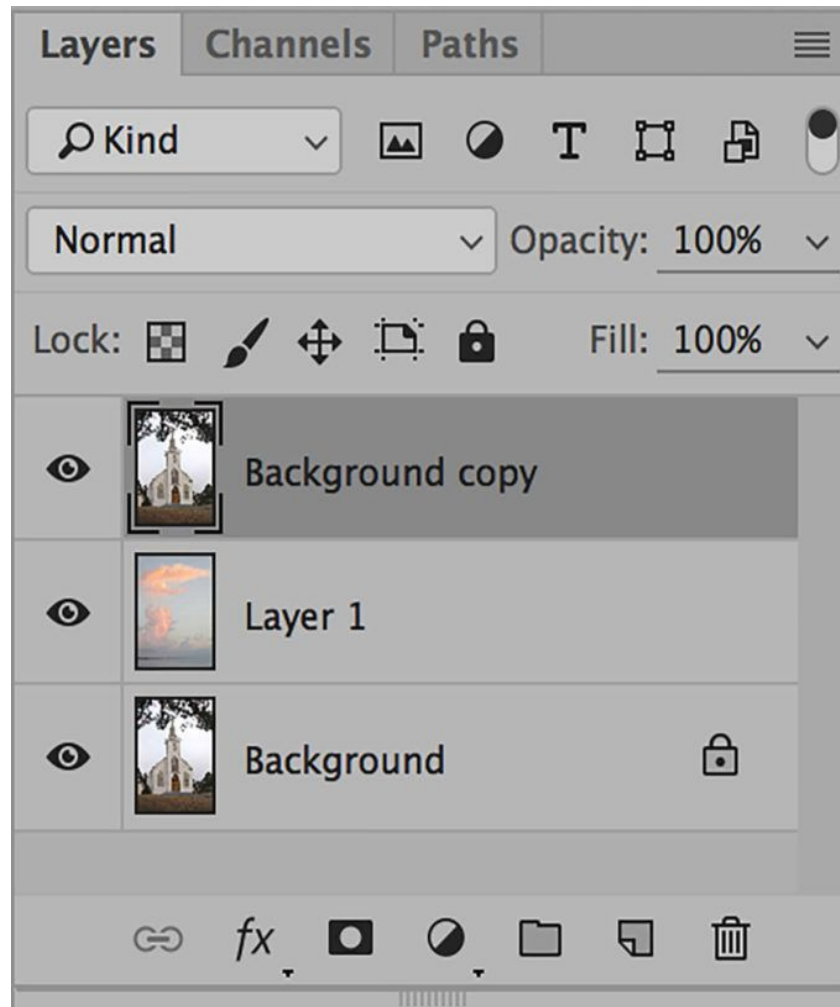 Layers Channels Paths
Kind
Normal Opacity: 100%
Lock: Fill: 100%
Background copy
Layer 1
Background
fx